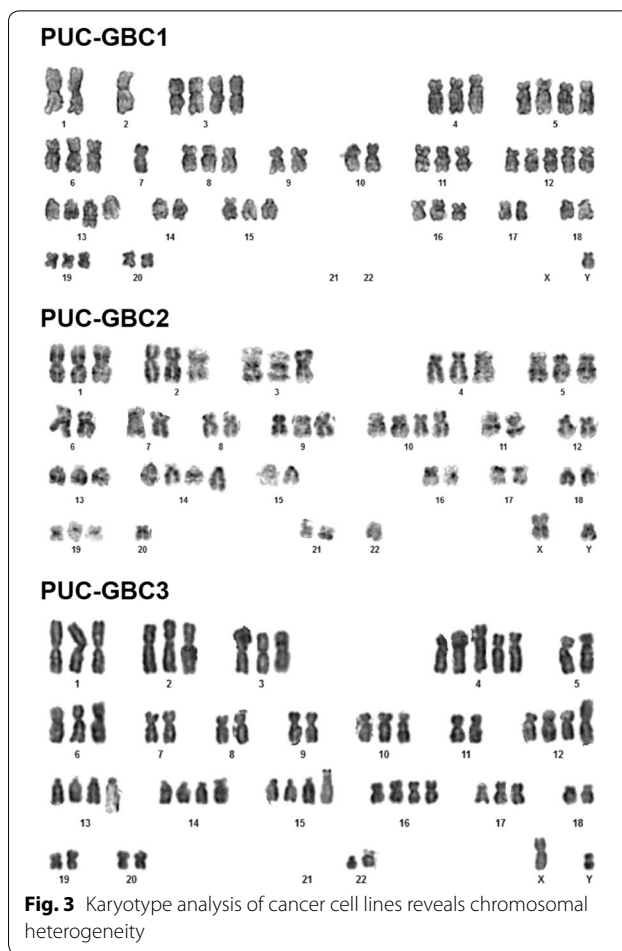 PUC-GBC1
1 2 3 4 5
6 7 8 9 10 11 12
13 14 15 16 17 18
19 20 21 22 X Y
PUC-GBC2
1 2 3 4 5
6 7 8 9 10 11 12
13 14 15 16 17 18
19 20 21 22 X Y
PUC-GBC3
1 2 3 4 5
6 7 8 9 10 11 12
13 14 15 16 17 18
19 20 21 22 X Y
Fig. 3 Karyotype analysis of cancer cell lines reveals chromosomal
heterogeneity